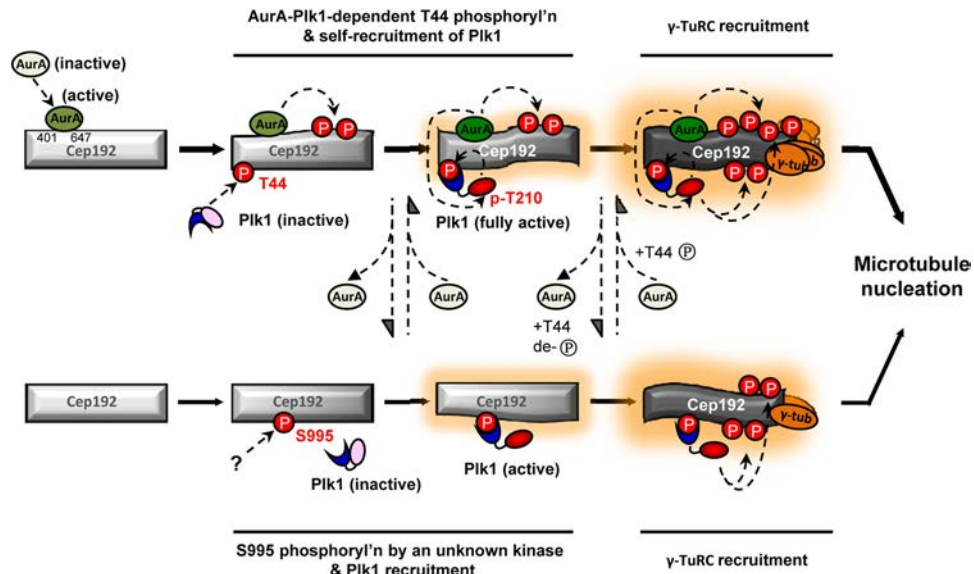 AurA-Plk1-dependent T44 phosphoryl'n
& self-recruitment of Plk1
γ-TuRC recruitment
AurA (inactive)
(active)
AurA
401 647
Cep192
AurA
P P
Cep192
P
T44
Plk1 (inactive)
AurA
P P
Cep192
P
p-T210
Plk1 (fully active)
AurA
P P P P
Cep192
P
P P
γ-tub
b
+T44 P
AurA
AurA
AurA
AurA
+T44
de- P
Microtubule
nucleation
Cep192
Cep192
P
S995
?
Plk1 (inactive)
Cep192
P
Plk1 (active)
P P
Cep192
P
P P
γ-tub
S995 phosphoryl'n by an unknown kinase
& Plk1 recruitment
γ-TuRC recruitment